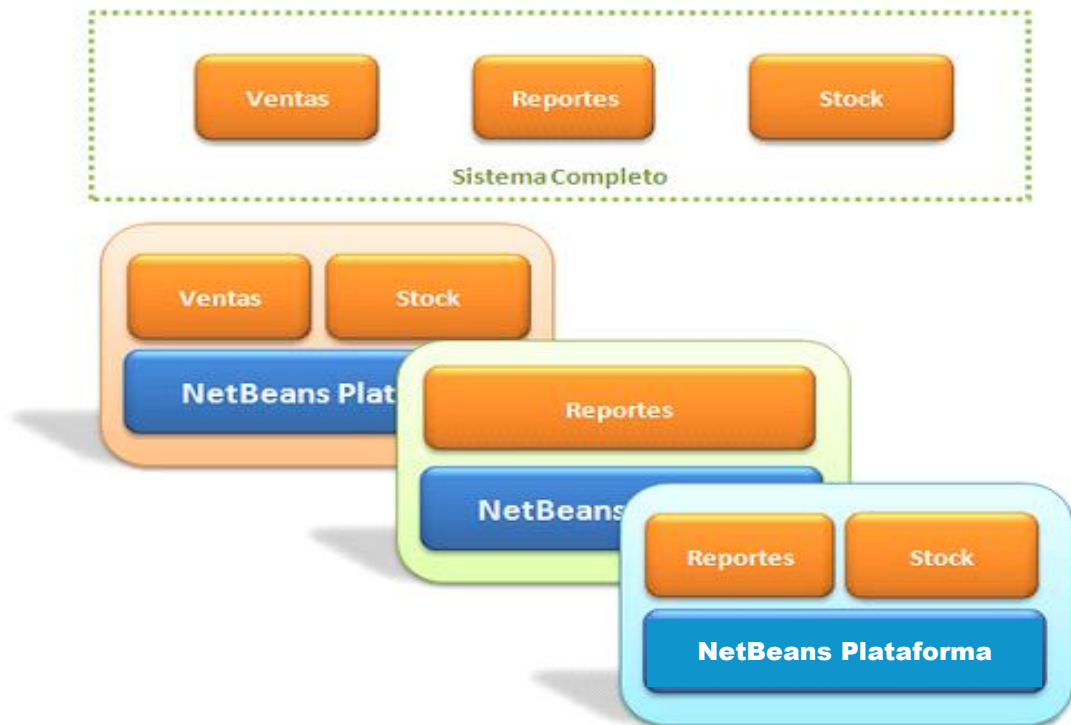 Ventas
Reportes
Stock
Sistema Completo
Ventas
Stock
NetBeans Plat
Reportes
NetBeans
Reportes
Stock
NetBeans Plataforma